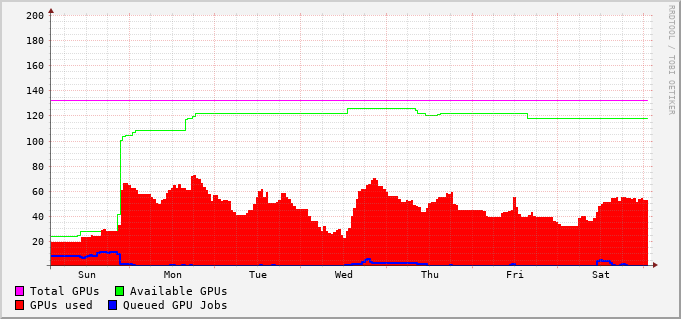 200
180
160
140
120
100
80
60
40
20
Sun Mon Tue Wed Thu Fri Sat
Total GPUs Available GPUs
GPUs used Queued GPU Jobs
RRDTOOL / TOBI OETIKER